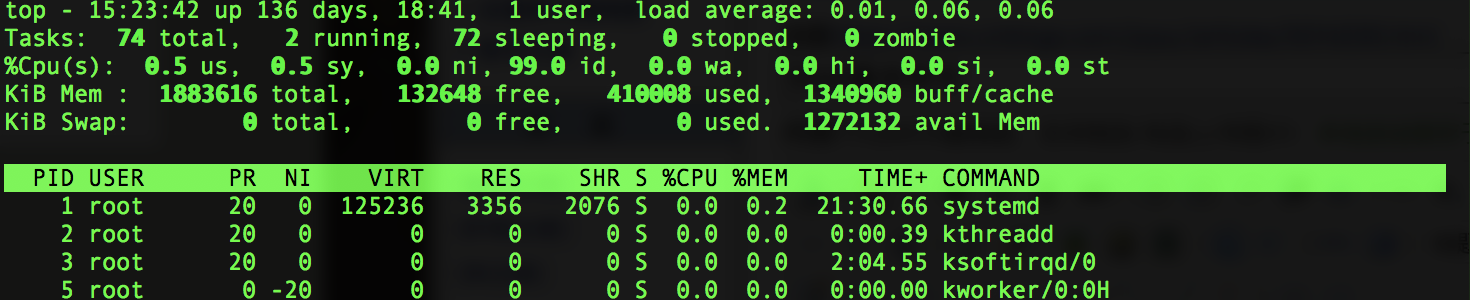 top - 15:23:42 up 136 days, 18:41,  1 user,  load average: 0.01, 0.06, 0.06
Tasks:  74 total,   2 running,  72 sleeping,   0 stopped,   0 zombie
%Cpu(s):  0.5 us,  0.5 sy,  0.0 ni, 99.0 id,  0.0 wa,  0.0 hi,  0.0 si,  0.0 st
KiB Mem :  1883616 total,   132648 free,   410008 used,  1340960 buff/cache
KiB Swap:        0 total,        0 free,        0 used.  1272132 avail Mem
  PID USER      PR  NI    VIRT    RES    SHR S %CPU %MEM     TIME+ COMMAND
    1 root      20   0  125236   3356   2076 S  0.0  0.2  21:30.66 systemd
    2 root      20   0       0      0      0 S  0.0  0.0   0:00.39 kthreadd
    3 root      20   0       0      0      0 S  0.0  0.0   2:04.55 ksoftirqd/0
    5 root       0 -20       0      0      0 S  0.0  0.0   0:00.00 kworker/0:0H